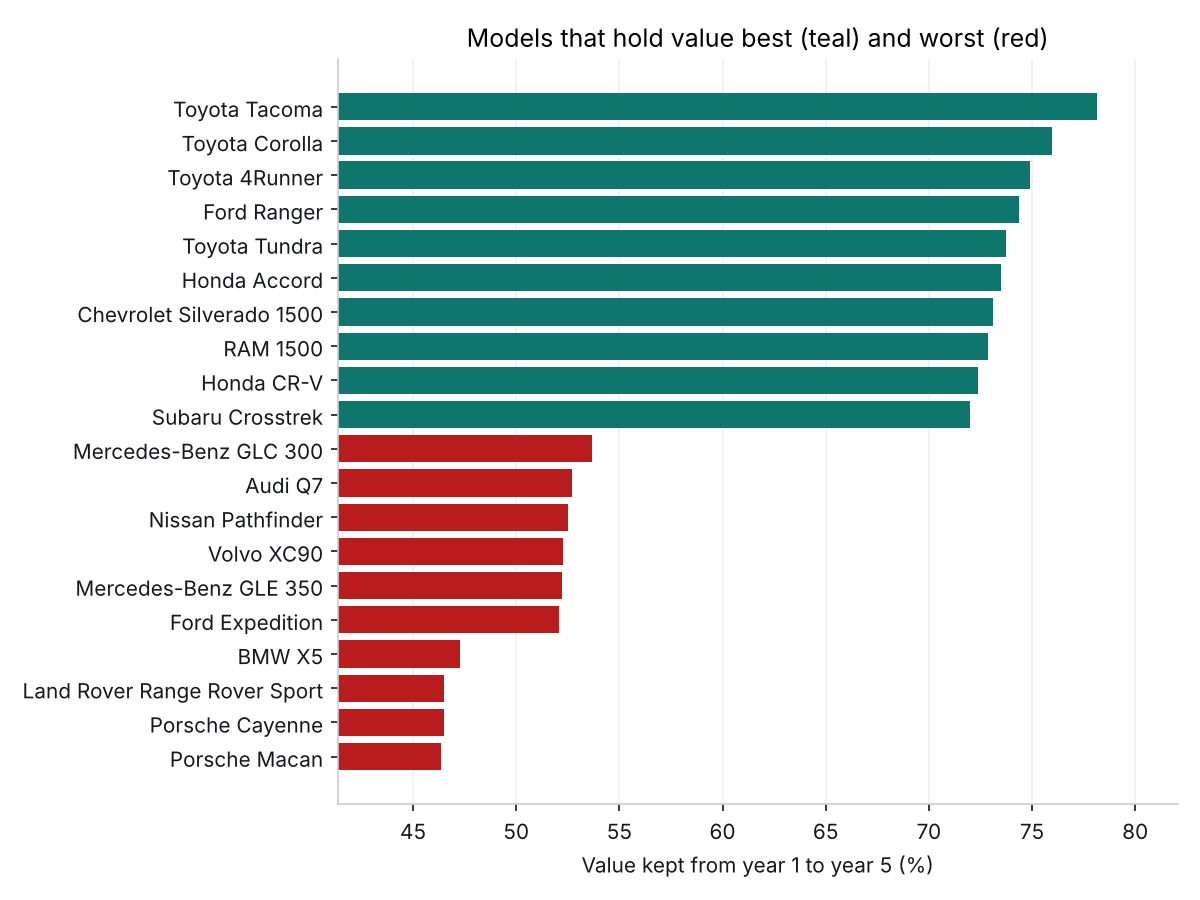 Models that hold value best (teal) and worst (red)
Toyota Tacoma
Toyota Corolla
Toyota 4Runner
Ford Ranger
Toyota Tundra
Honda Accord
Chevrolet Silverado 1500
RAM 1500
Honda CR-V
Subaru Crosstrek
Mercedes-Benz GLC 300
Audi Q7
Nissan Pathfinder
Volvo XC90
Mercedes-Benz GLE 350
Ford Expedition
BMW X5
Land Rover Range Rover Sport
Porsche Cayenne
Porsche Macan
45 50 55 60 65 70 75 80
Value kept from year 1 to year 5 (%)